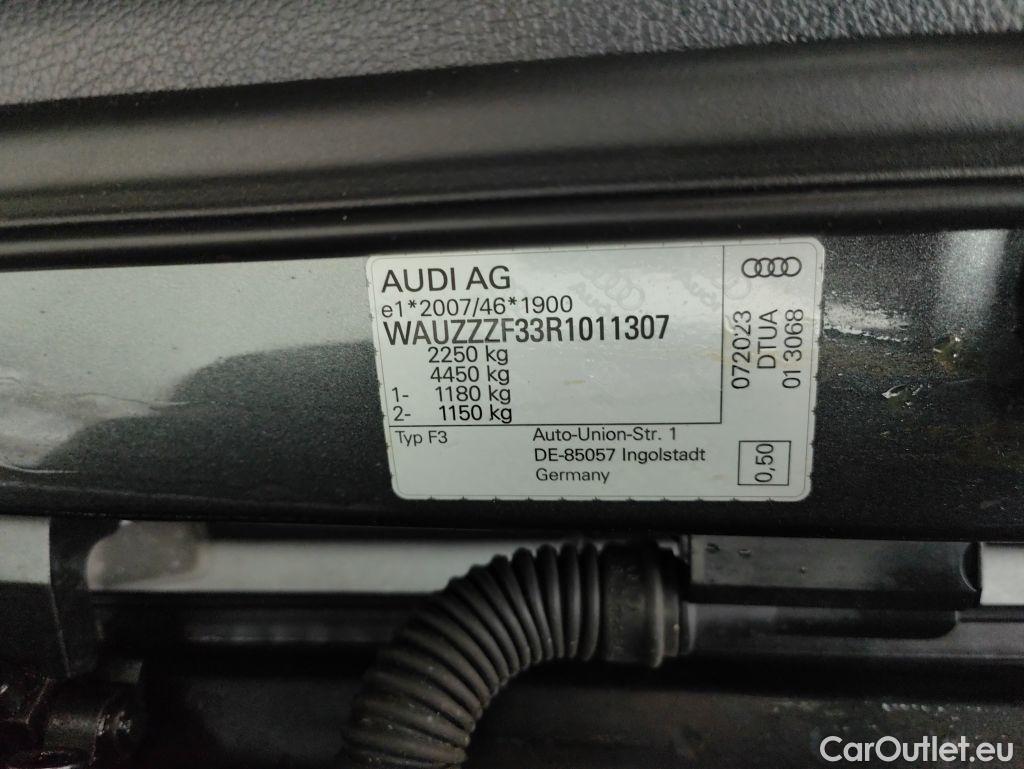 AUDI AG
e1*2007/46*1900
WAUZZZF33R1011307
2250 kg
4450 kg
1- 1180 kg
2- 1150 kg
Typ F3
Auto-Union-Str. 1
DE-85057 Ingolstadt
Germany
072023
DTUA
013068
0,50
CarOutlet.eu